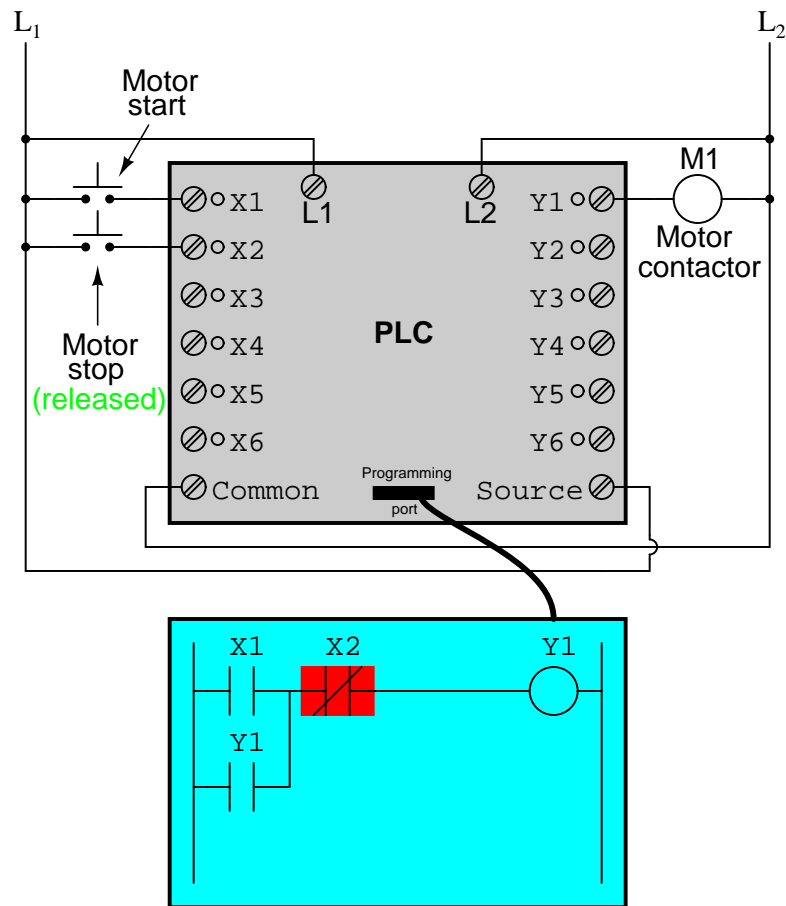 L1
L2
Motor
start
M1
X1
L1
L2
Y1
X2
Y2
Motor
contactor
X3
Y3
Motor
stop
(released)
X4
PLC
Y4
X5
Y5
X6
Y6
Common
Programming
port
Source
X1
X2
Y1
Y1